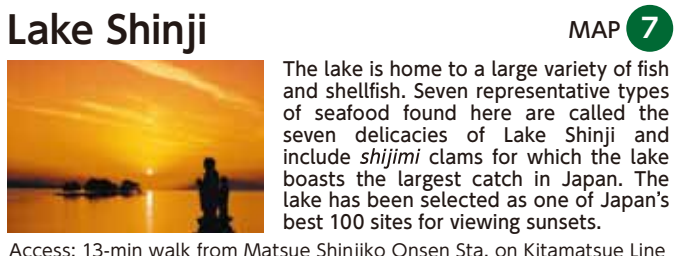 Lake Shinji
MAP 7
The lake is home to a large variety of fish
and shellfish. Seven representative types
of seafood found here are called the
seven delicacies of Lake Shinji and
include shijimi clams for which the lake
boasts the largest catch in Japan. The
lake has been selected as one of Japan's
best 100 sites for viewing sunsets.
Access: 13-min walk from Matsue Shinjiko Onsen Sta. on Kitamatsue Line